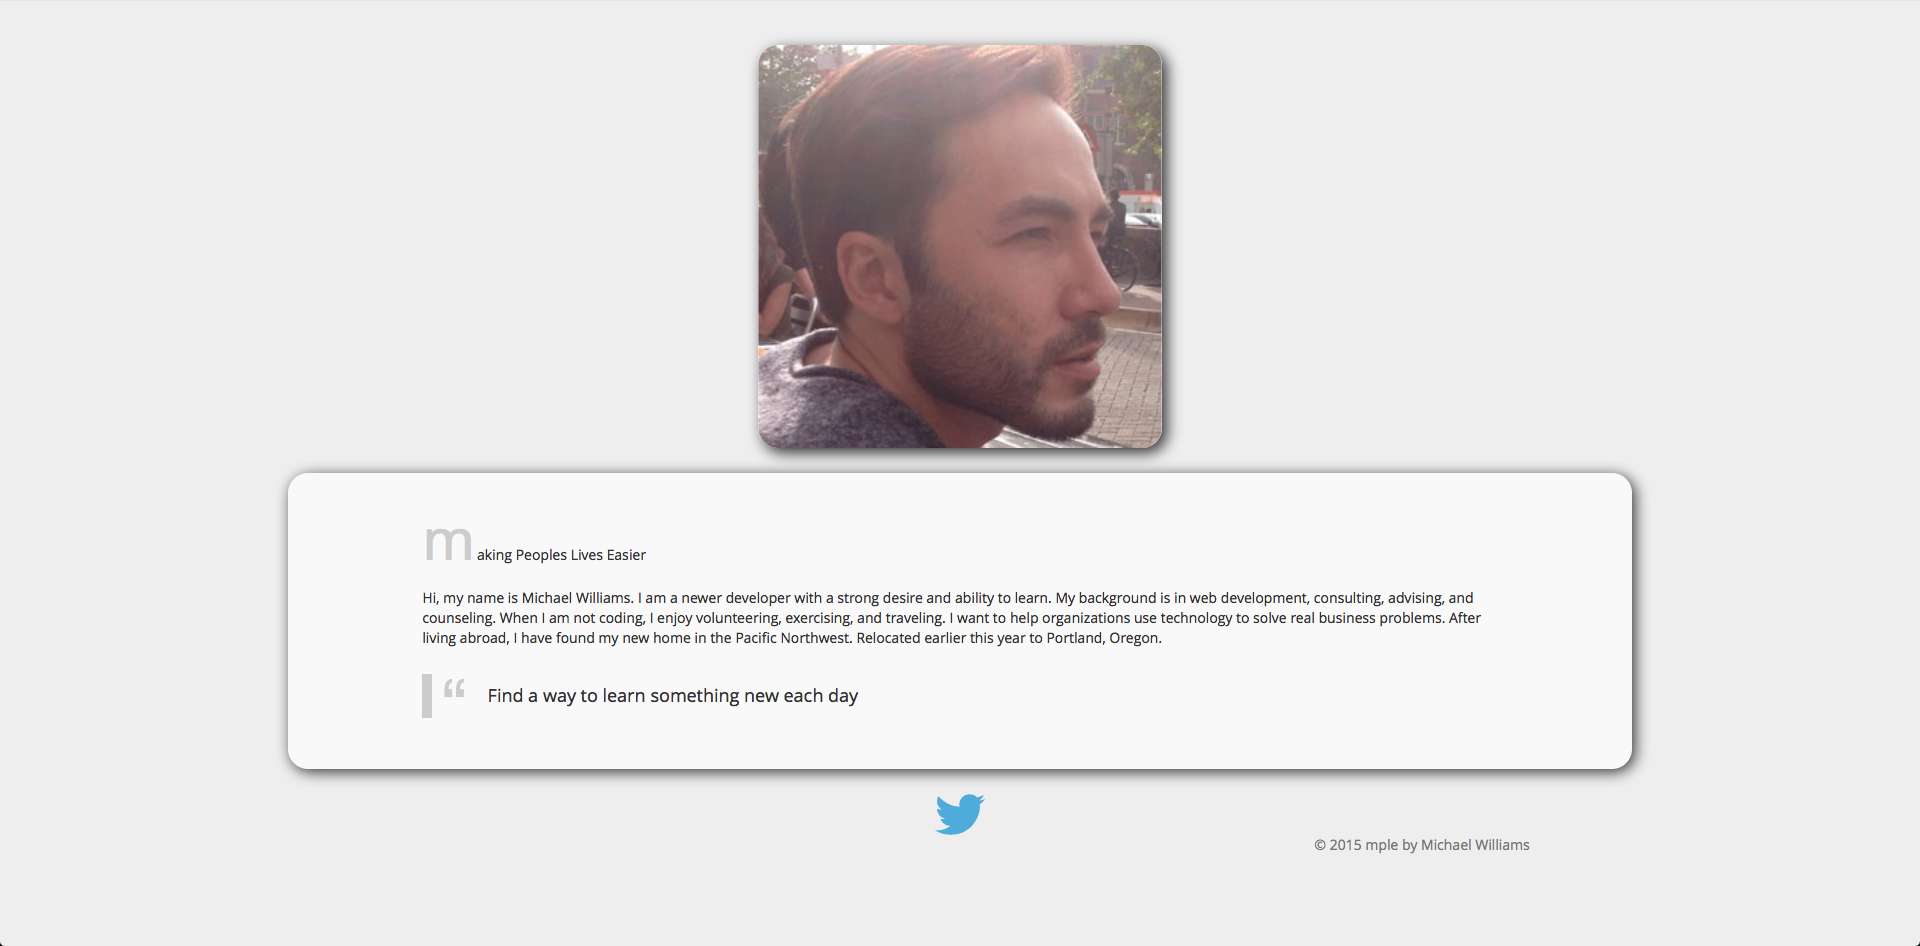 making Peoples Lives Easier
Hi, my name is Michael Williams. I am a newer developer with a strong desire and ability to learn. My background is in web development, consulting, advising, and
counseling. When I am not coding, I enjoy volunteering, exercising, and traveling. I want to help organizations use technology to solve real business problems. After
living abroad, I have found my new home in the Pacific Northwest. Relocated earlier this year to Portland, Oregon.
“ Find a way to learn something new each day
© 2015 mple by Michael Williams